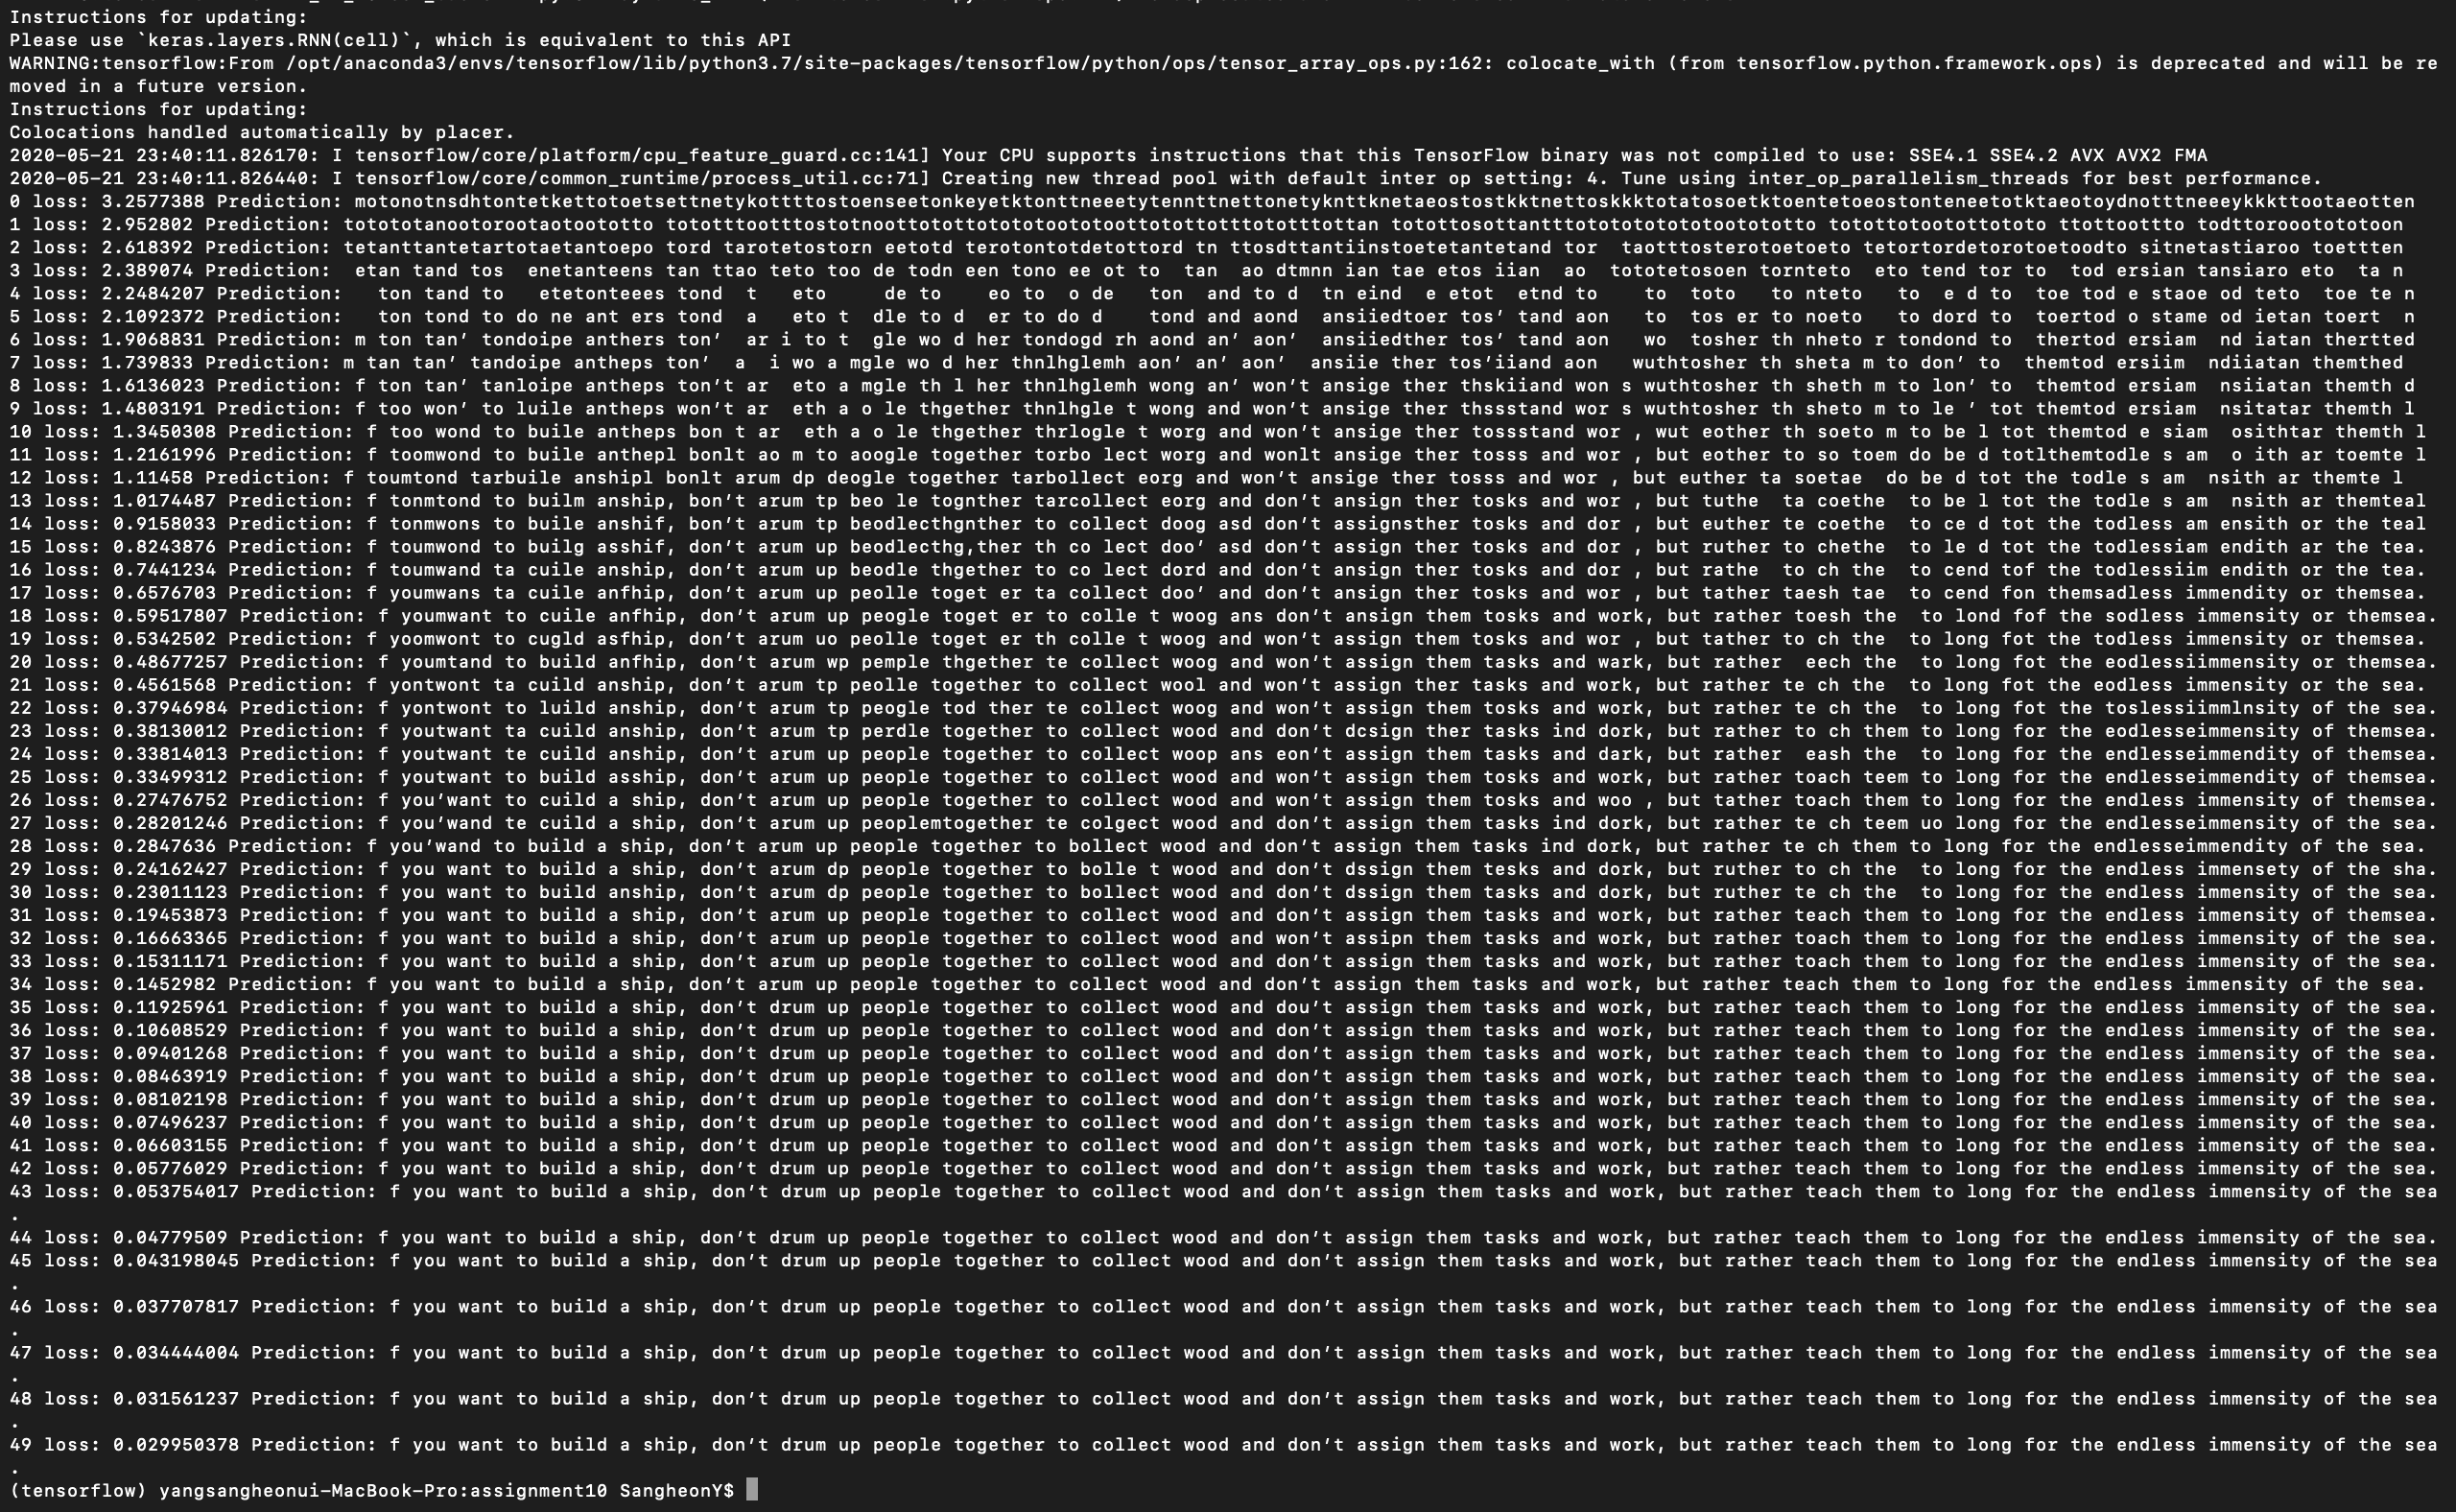 Instructions for updating:
Please use `keras.layers.RNN(cell)`, which is equivalent to this API
WARNING:tensorflow:From /opt/anaconda3/envs/tensorflow/lib/python3.7/site-packages/tensorflow/python/ops/tensor_array_ops.py:162: colocate_with (from tensorflow.python.framework.ops) is deprecated and will be re
moved in a future version.
Instructions for updating:
Colocations handled automatically by placer.
2020-05-21 23:40:11.826170: I tensorflow/core/platform/cpu_feature_guard.cc:141] Your CPU supports instructions that this TensorFlow binary was not compiled to use: SSE4.1 SSE4.2 AVX AVX2 FMA
2020-05-21 23:40:11.826440: I tensorflow/core/common_runtime/process_util.cc:71] Creating new thread pool with default inter op setting: 4. Tune using inter_op_parallelism_threads for best performance.
0 loss: 3.2577388 Prediction: motonotnsdhtontetkettotoetsettnetykottttostoenseetonkeyetktonttneeetytennttnettonetyknttknetaeostostkktnettoskkktotatosoetktoentetoeostonteneetotktaeotoydnotttneeeykkkttootaeotten
1 loss: 2.952802 Prediction: totototanootorootaotootototto totottttootttostotnoottotottotototootototoottototottotttototttottan totottosottantttotototototootototto totottotootottototo ttottoottto todttoroootototoon
2 loss: 2.618392 Prediction: tetanttantetartotaetantoepo tord tarotetostorn eetotd terotontotdetottord tn ttosdttantiinstoetetantetand tor  taotttosterotoetoeto tetortordetorotoetoodto sitnetastiaroo toettten
3 loss: 2.389074 Prediction:  etan tand tos  enetanteens tan ttao teto too de todn een tono ee ot to  tan  ao dtmnn ian tae etos iian  ao  tototetosoen tornteto  eto tend tor to  tod ersian tansiaro eto  ta n
4 loss: 2.2484207 Prediction:   ton tand to   etetonteees tond  t   eto     de to    eo to  o de   ton  and to d  tn eind  e etot  etnd to    to  toto   to nteto   to  e d to  toe tod e staoe od teto  toe te n
5 loss: 2.1092372 Prediction:   ton tond to do ne ant ers tond  a   eto t  dle to d  er to do d    tond and aond  ansiiedtoer tos’ tand aon   to  tos er to noeto   to dord to  toertod o stame od ietan toert  n
6 loss: 1.9068831 Prediction: m ton tan’ tondoipe anthers ton’  ar i to t  gle wo d her tondogd rh aond an’ aon’  ansiiedther tos’ tand aon   wo  tosher th nheto r tondond to  thertod ersiam  nd iatan thertted
7 loss: 1.739833 Prediction: m tan tan’ tandoipe antheps ton’  a  i wo a mgle wo d her thnlhglemh aon’ an’ aon’  ansiie ther tos’iiand aon   wuthtosher th sheta m to don’ to  themtod ersiim  ndiiatan themthed
8 loss: 1.6136023 Prediction: f ton tan’ tanloipe antheps ton’t ar  eto a mgle th l her thnlhglemh wong an’ won’t ansige ther thskiiand won s wuthtosher th sheth m to lon’ to  themtod ersiam  nsiiatan themth d
9 loss: 1.4803191 Prediction: f too won’ to luile antheps won’t ar  eth a o le thgether thnlhgle t wong and won’t ansige ther thssstand wor s wuthtosher th sheto m to le ’ tot themtod ersiam  nsitatar themth l
10 loss: 1.3450308 Prediction: f too wond to buile antheps bon t ar  eth a o le thgether thrlogle t worg and won’t ansige ther tossstand wor , wut eother th soeto m to be l tot themtod e siam  osithtar themth l
11 loss: 1.2161996 Prediction: f toomwond to buile anthepl bonlt ao m to aoogle together torbo lect worg and wonlt ansige ther tosss and wor , but eother to so toem do be d totlthemtodle s am  o ith ar toemte l
12 loss: 1.11458 Prediction: f toumtond tarbuile anshipl bonlt arum dp deogle together tarbollect eorg and won’t ansige ther tosss and wor , but euther ta soetae  do be d tot the todle s am  nsith ar themte l
13 loss: 1.0174487 Prediction: f tonmtond to builm anship, bon’t arum tp beo le tognther tarcollect eorg and don’t ansign ther tosks and wor , but tuthe  ta coethe  to be l tot the todle s am  nsith ar themteal
14 loss: 0.9158033 Prediction: f tonmwons to buile anshif, bon’t arum tp beodlecthgnther to collect doog asd don’t assignsther tosks and dor , but euther te coethe  to ce d tot the todless am ensith or the teal
15 loss: 0.8243876 Prediction: f toumwond to builg asshif, don’t arum up beodlecthg,ther th co lect doo’ asd don’t assign ther tosks and dor , but ruther to chethe  to le d tot the todlessiam endith ar the tea.
16 loss: 0.7441234 Prediction: f toumwand ta cuile anship, don’t arum up beodle thgether to co lect dord and don’t ansign ther tosks and dor , but rathe  to ch the  to cend tof the todlessiim endith or the tea.
17 loss: 0.6576703 Prediction: f youmwans ta cuile anfhip, don’t arum up peolle toget er ta collect doo’ and don’t ansign ther tosks and wor , but tather taesh tae  to cend fon themsadless immendity or themsea.
18 loss: 0.59517807 Prediction: f youmwont to cuile anfhip, don’t arum up peogle toget er to colle t woog ans don’t ansign them tosks and work, but rather toesh the  to lond fof the sodless immensity or themsea.
19 loss: 0.5342502 Prediction: f yoomwont to cugld asfhip, don’t arum uo peolle toget er th colle t woog and won’t assign them tosks and wor , but tather to ch the  to long fot the todless immensity or themsea.
20 loss: 0.48677257 Prediction: f youmtand to build anfhip, don’t arum wp pemple thgether te collect woog and won’t assign them tasks and wark, but rather  eech the  to long fot the eodlessiimmensity or themsea.
21 loss: 0.4561568 Prediction: f yontwont ta cuild anship, don’t arum tp peolle together to collect wool and won’t assign ther tasks and work, but rather te ch the  to long fot the eodless immensity or the sea.
22 loss: 0.37946984 Prediction: f yontwont to luild anship, don’t arum tp peogle tod ther te collect woog and won’t assign them tosks and work, but rather te ch the  to long fot the toslessiimmlnsity of the sea.
23 loss: 0.38130012 Prediction: f youtwant ta cuild anship, don’t arum tp perdle together to collect wood and don’t dcsign ther tasks ind dork, but rather to ch them to long for the eodlesseimmensity of themsea.
24 loss: 0.33814013 Prediction: f youtwant te cuild anship, don’t arum up people together to collect woop ans eon’t assign them tasks and dark, but rather  eash the  to long for the endlesseimmendity of themsea.
25 loss: 0.33499312 Prediction: f youtwant to build asship, don’t arum up people together to collect wood and won’t assign them tosks and work, but rather toach teem to long for the endlesseimmendity of themsea.
26 loss: 0.27476752 Prediction: f you’want to cuild a ship, don’t arum up people together to collect wood and won’t assign them tosks and woo , but tather toach them to long for the endless immensity of themsea.
27 loss: 0.28201246 Prediction: f you’wand te cuild a ship, don’t arum up peoplemtogether te colgect wood and don’t assign them tasks ind dork, but rather te ch teem uo long for the endlesseimmensity of the sea.
28 loss: 0.2847636 Prediction: f you’wand to build a ship, don’t arum up people together to bollect wood and don’t assign them tasks ind dork, but rather te ch them to long for the endlesseimmendity of the sea.
29 loss: 0.24162427 Prediction: f you want to build a ship, don’t arum dp people together to bolle t wood and don’t dssign them tesks and dork, but ruther to ch the  to long for the endless immensety of the sha.
30 loss: 0.23011123 Prediction: f you want to build anship, don’t arum dp people together to bollect wood and don’t dssign them tasks and dork, but ruther te ch the  to long for the endless immensity of the sea.
31 loss: 0.19453873 Prediction: f you want to build a ship, don’t arum up people together to collect wood and don’t assign them tasks and work, but rather teach them to long for the endless immensity of themsea.
32 loss: 0.16663365 Prediction: f you want to build a ship, don’t arum up people together to collect wood and won’t assipn them tasks and work, but rather toach them to long for the endless immensity of the sea.
33 loss: 0.15311171 Prediction: f you want to build a ship, don’t arum up people together to collect wood and don’t assign them tasks and work, but rather toach them to long for the endless immensity of the sea.
34 loss: 0.1452982 Prediction: f you want to build a ship, don’t arum up people together to collect wood and don’t assign them tasks and work, but rather teach them to long for the endless immensity of the sea.
35 loss: 0.11925961 Prediction: f you want to build a ship, don’t drum up people together to collect wood and dou’t assign them tasks and work, but rather teach them to long for the endless immensity of the sea.
36 loss: 0.10608529 Prediction: f you want to build a ship, don’t drum up people together to collect wood and don’t assign them tasks and work, but rather teach them to long for the endless immensity of the sea.
37 loss: 0.09401268 Prediction: f you want to build a ship, don’t drum up people together to collect wood and don’t assign them tasks and work, but rather teach them to long for the endless immensity of the sea.
38 loss: 0.08463919 Prediction: f you want to build a ship, don’t drum up people together to collect wood and don’t assign them tasks and work, but rather teach them to long for the endless immensity of the sea.
39 loss: 0.08102198 Prediction: f you want to build a ship, don’t drum up people together to collect wood and don’t assign them tasks and work, but rather teach them to long for the endless immensity of the sea.
40 loss: 0.07496237 Prediction: f you want to build a ship, don’t drum up people together to collect wood and don’t assign them tasks and work, but rather teach them to long for the endless immensity of the sea.
41 loss: 0.06603155 Prediction: f you want to build a ship, don’t drum up people together to collect wood and don’t assign them tasks and work, but rather teach them to long for the endless immensity of the sea.
42 loss: 0.05776029 Prediction: f you want to build a ship, don’t drum up people together to collect wood and don’t assign them tasks and work, but rather teach them to long for the endless immensity of the sea.
43 loss: 0.053754017 Prediction: f you want to build a ship, don’t drum up people together to collect wood and don’t assign them tasks and work, but rather teach them to long for the endless immensity of the sea
.
44 loss: 0.04779509 Prediction: f you want to build a ship, don’t drum up people together to collect wood and don’t assign them tasks and work, but rather teach them to long for the endless immensity of the sea.
45 loss: 0.043198045 Prediction: f you want to build a ship, don’t drum up people together to collect wood and don’t assign them tasks and work, but rather teach them to long for the endless immensity of the sea
.
46 loss: 0.037707817 Prediction: f you want to build a ship, don’t drum up people together to collect wood and don’t assign them tasks and work, but rather teach them to long for the endless immensity of the sea
.
47 loss: 0.034444004 Prediction: f you want to build a ship, don’t drum up people together to collect wood and don’t assign them tasks and work, but rather teach them to long for the endless immensity of the sea
.
48 loss: 0.031561237 Prediction: f you want to build a ship, don’t drum up people together to collect wood and don’t assign them tasks and work, but rather teach them to long for the endless immensity of the sea
.
49 loss: 0.029950378 Prediction: f you want to build a ship, don’t drum up people together to collect wood and don’t assign them tasks and work, but rather teach them to long for the endless immensity of the sea
.
(tensorflow) yangsangheonui-MacBook-Pro:assignment10 SangheonY$